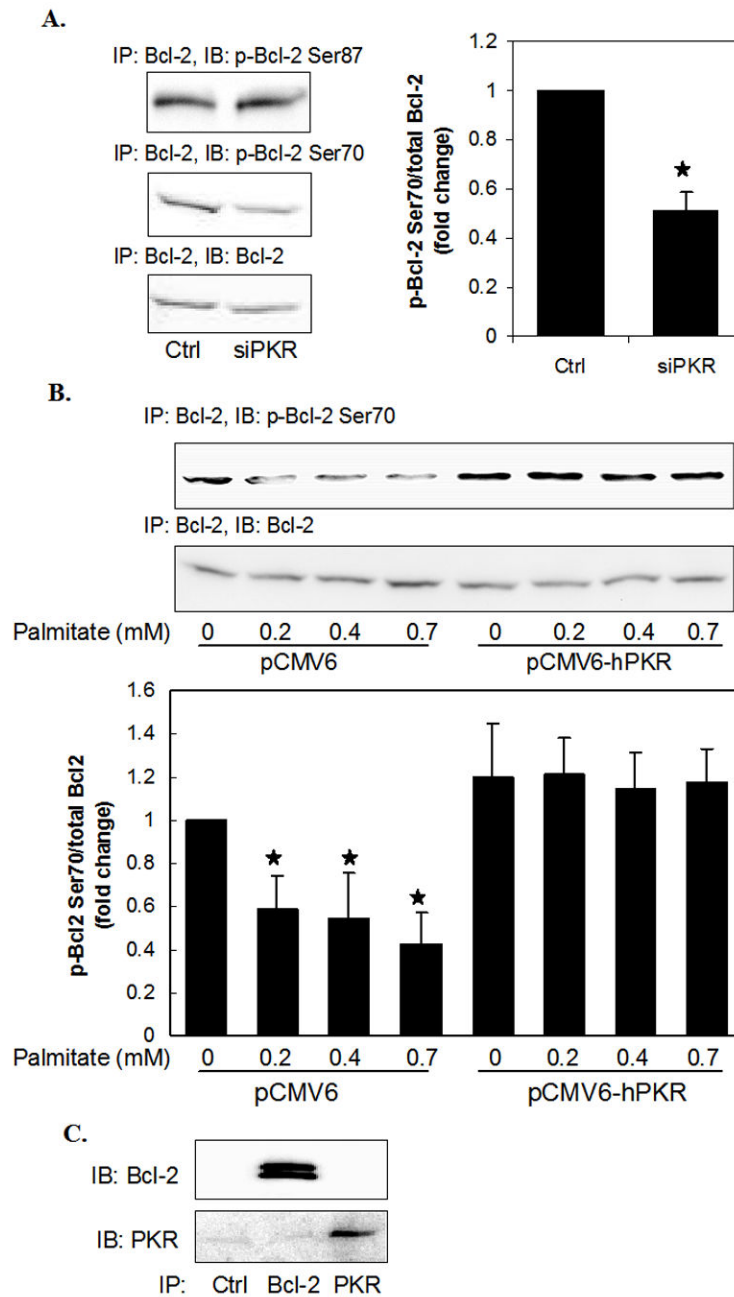 A.
IP: Bcl-2, IB: p-Bcl-2 Ser87
IP: Bcl-2, IB: p-Bcl-2 Ser70
IP: Bcl-2, IB: Bcl-2
Ctrl siPKR
p-Bcl-2 Ser70/total Bcl-2
(fold change)
1.2
1
0.8
0.6
0.4
0.2
0
Ctrl siPKR
B.
IP: Bcl-2, IB: p-Bcl-2 Ser70
IP: Bcl-2, IB: Bcl-2
Palmitate (mM) 0 0.2 0.4 0.7 0 0.2 0.4 0.7
pCMV6 pCMV6-hPKR
p-Bcl2 Ser70/total Bcl2
(fold change)
1.6
1.4
1.2
1
0.8
0.6
0.4
0.2
0
Palmitate (mM) 0 0.2 0.4 0.7 0 0.2 0.4 0.7
pCMV6 pCMV6-hPKR
C.
IB: Bcl-2
IB: PKR
IP: Ctrl Bcl-2 PKR